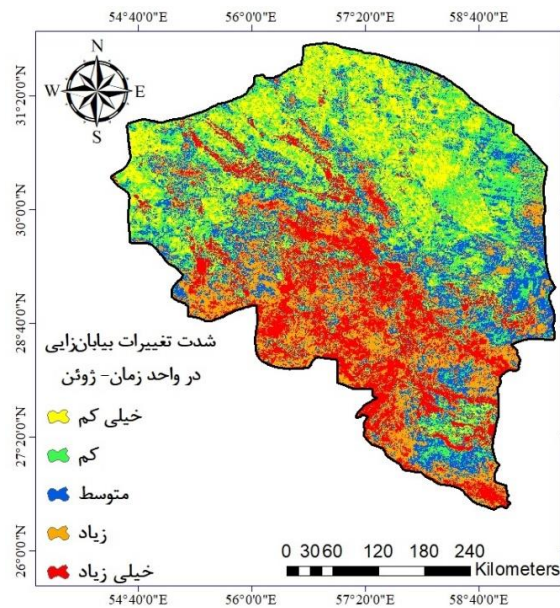 54°40'0"E 56°0'0"E 57°20'0"E 58°40'0"E
N
W E
S
31°20'0"N
30°0'0"N
28°40'0"N
27°20'0"N
26°0'0"N
شدت تغییرات بیابان‌زایی
در واحد زمان- ژوئن
خیلی کم
کم
متوسط
زیاد
خیلی زیاد
0 30 60 120 180 240
Kilometers
54°40'0"E 56°0'0"E 57°20'0"E 58°40'0"E